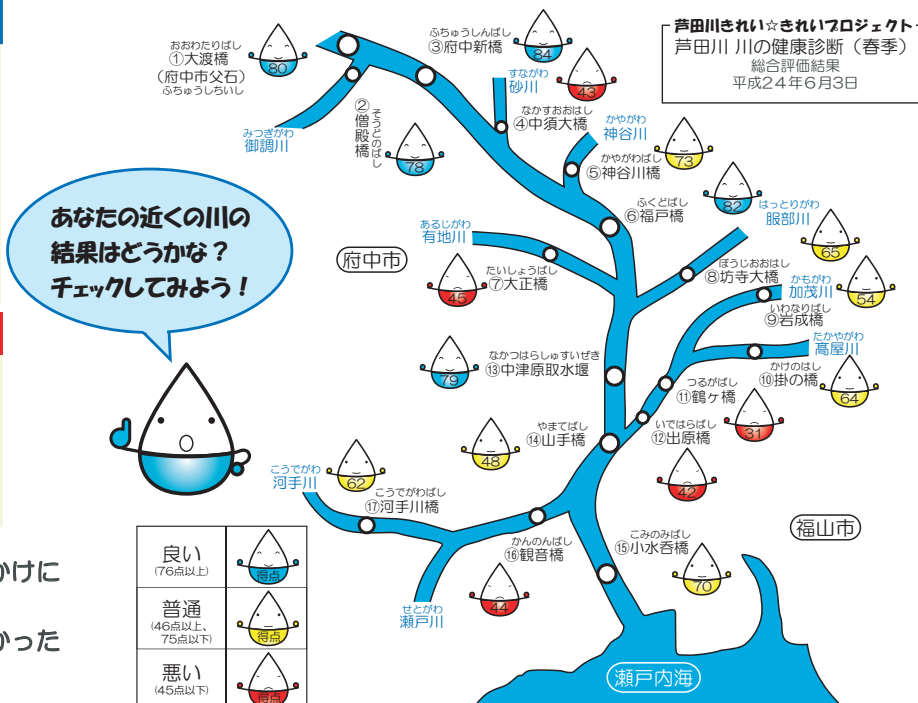 芦田川きれい☆きれいプロジェクト
芦田川 川の健康診断（春季）
総合評価結果
平成24年6月3日
おおわたりばし
①大渡橋
（府中市父石）
ふちゅうしちいし
80
ふちゅうしんばし
③府中新橋
84
すながわ
砂川
43
なかすおおはし
④中須大橋
みつぎがわ
御調川
そうどのばし
②僧殿橋
78
かやがわ
神谷川
かやがわばし
⑤神谷川橋
73
ふくどばし
⑥福戸橋
82
はっとりがわ
服部川
65
ぼうじおおはし
⑧坊寺大橋
あるじがわ
有地川
たいしょうばし
⑦大正橋
45
府中市
あなたの近くの川の
結果はどうかな？
チェックしてみよう！
かもがわ
加茂川
54
いわなりばし
⑨岩成橋
たかやがわ
高屋川
かけのはし
⑩掛の橋
64
なかつはらしゅすいぜき
⑬中津原取水堰
79
つるがばし
⑪鶴ヶ橋
31
いではらばし
⑫出原橋
42
やまてばし
⑭山手橋
48
こうでがわ
河手川
62
こうでがわばし
⑰河手川橋
かんのんばし
⑯観音橋
44
こみのみばし
⑮小水呑橋
70
福山市
せとがわ
瀬戸川
瀬戸内海
良い
(76点以上)
得点
普通
(46点以上、
75点以下)
得点
悪い
(45点以下)
得点
かけに
かった